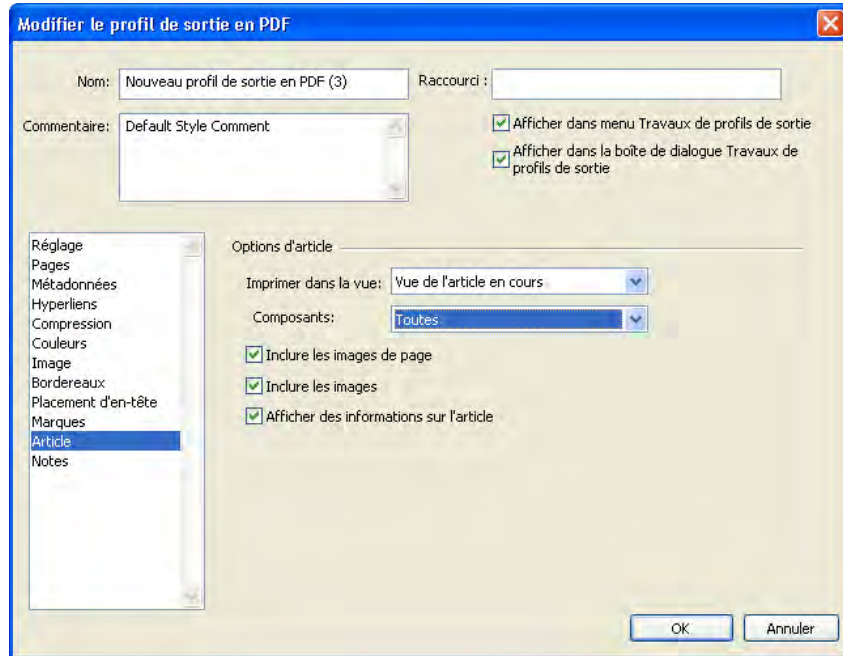 Modifier le profil de sortie en PDF
Nom: Nouveau profil de sortie en PDF (3) Raccourci :
Commentaire: Default Style Comment
Afficher dans menu Travaux de profils de sortie
Afficher dans la boîte de dialogue Travaux de
profils de sortie
Réglage
Pages
Métadonnées
Hyperliens
Compression
Couleurs
Image
Bordereaux
Placement d'en-tête
Marques
Article
Notes
Options d'article
Imprimer dans la vue: Vue de l'article en cours
Composants: Toutes
Inclure les images de page
Inclure les images
Afficher des informations sur l'article
OK Annuler